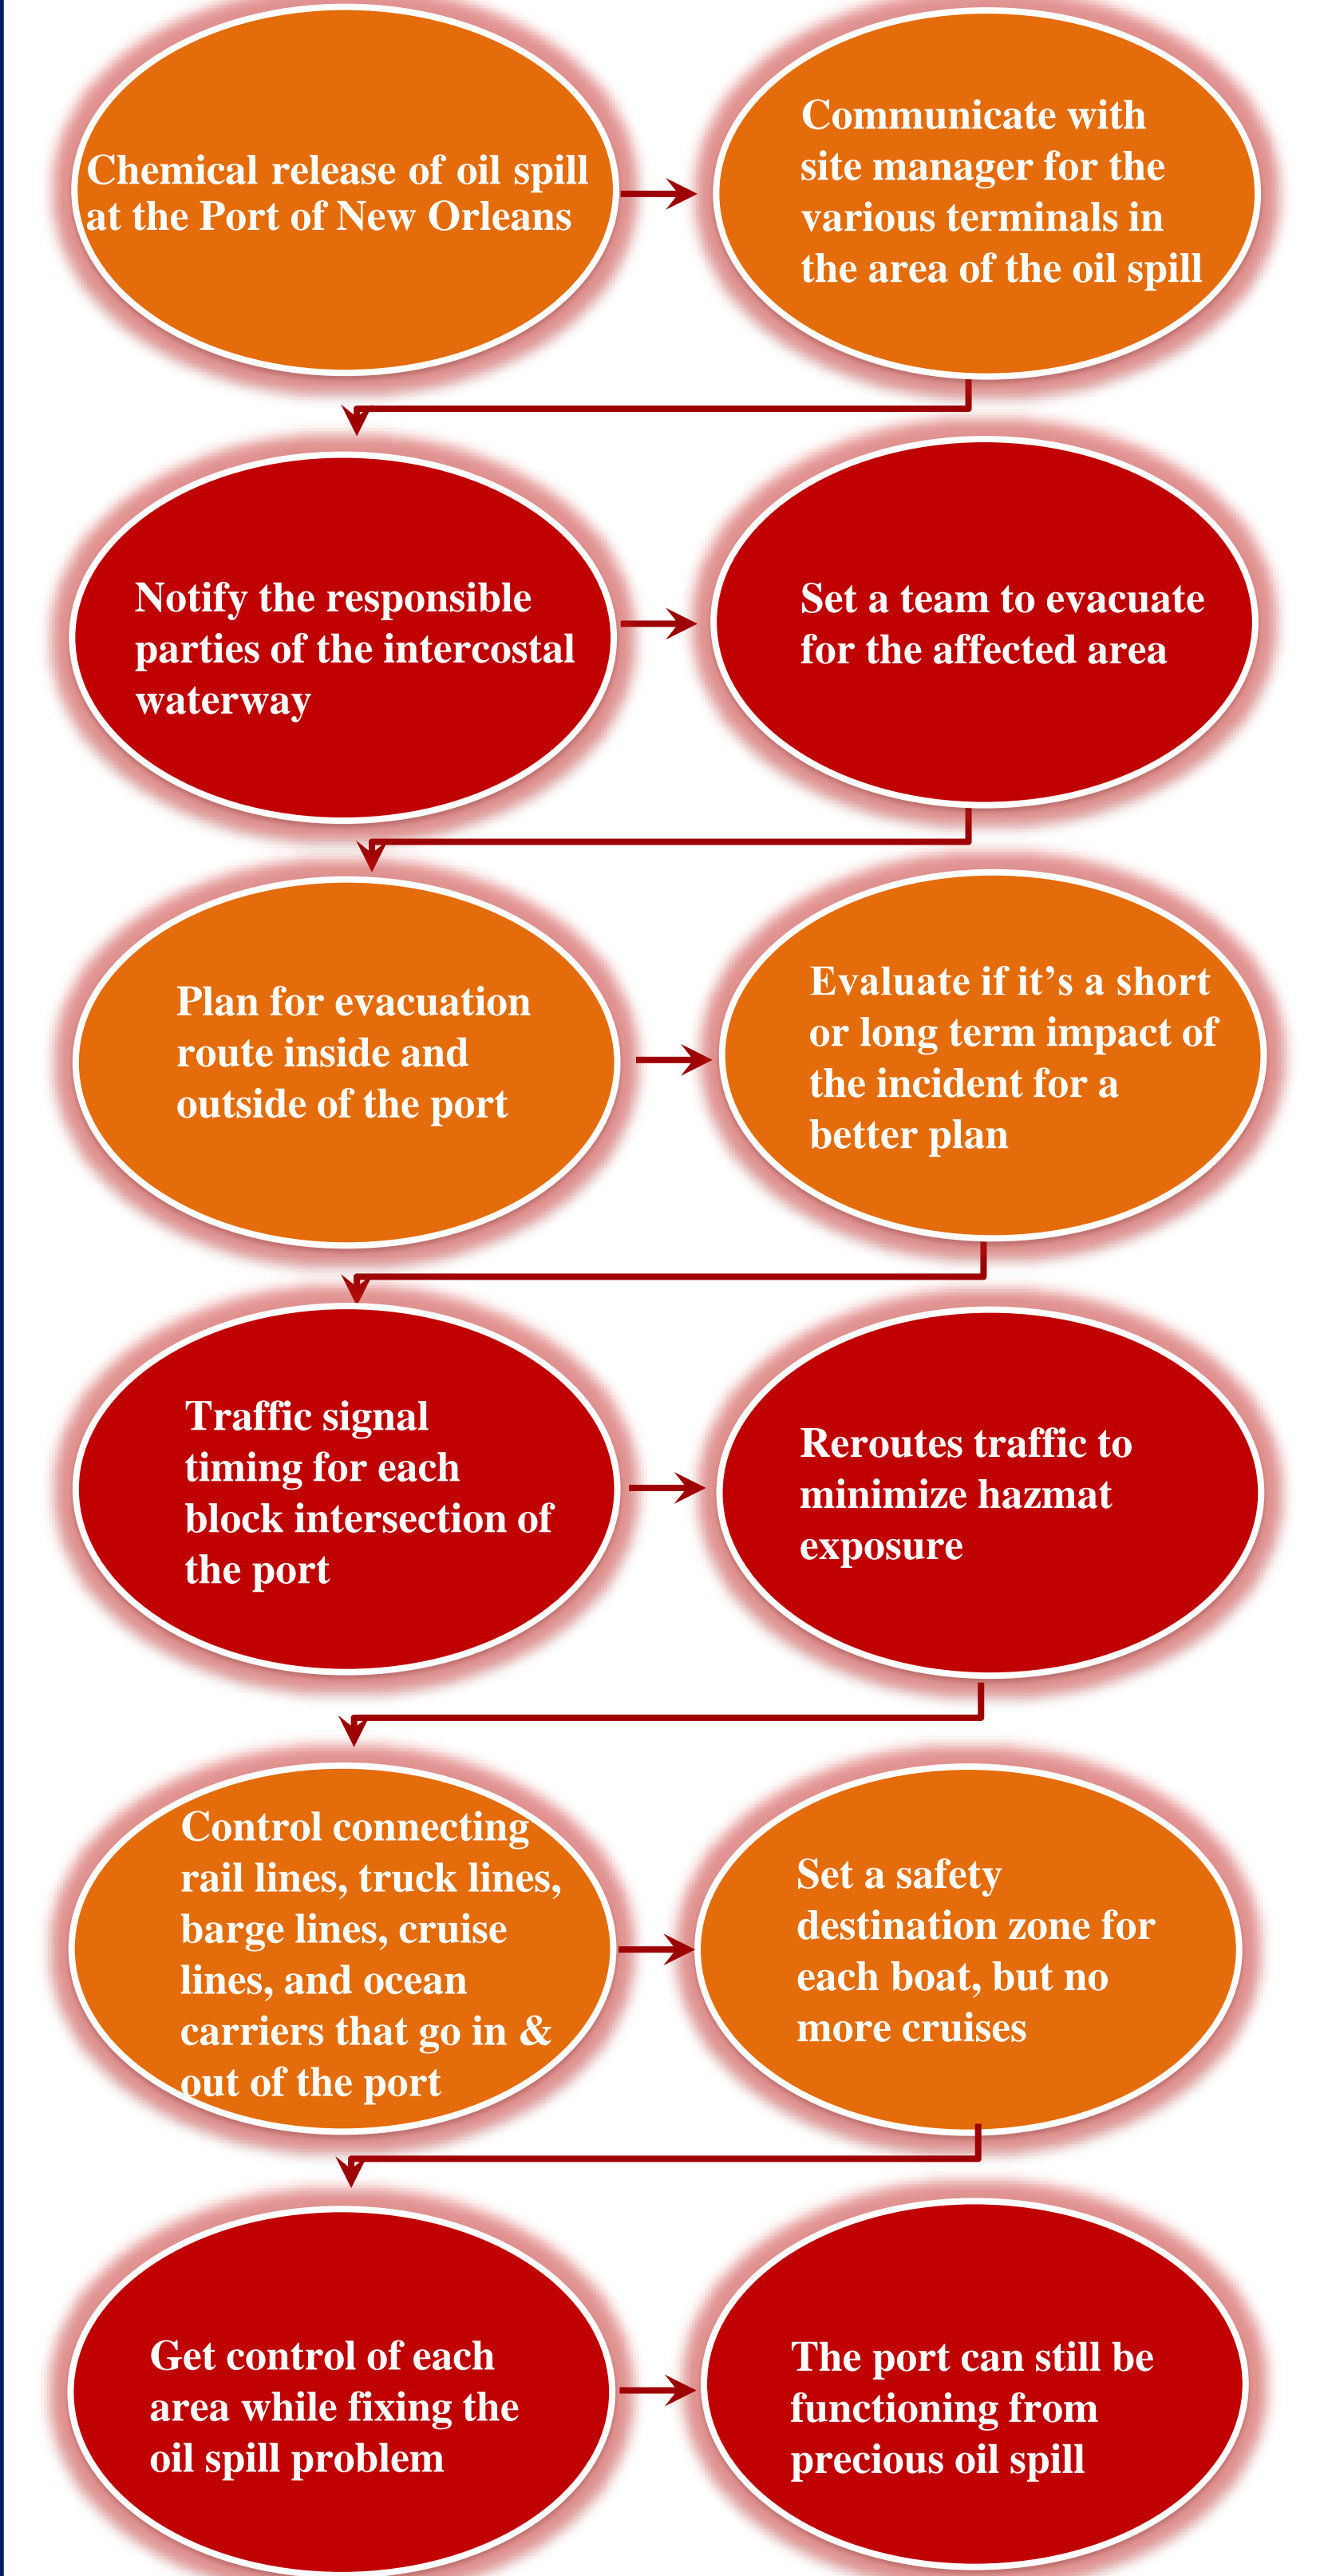 Chemical release of oil spill
at the Port of New Orleans
Communicate with
site manager for the
various terminals in
the area of the oil spill
Notify the responsible
parties of the intercostal
waterway
Set a team to evacuate
for the affected area
Plan for evacuation
route inside and
outside of the port
Evaluate if it’s a short
or long term impact of
the incident for a
better plan
Traffic signal
timing for each
block intersection of
the port
Reroutes traffic to
minimize hazmat
exposure
Control connecting
rail lines, truck lines,
barge lines, cruise
lines, and ocean
carriers that go in &
out of the port
Set a safety
destination zone for
each boat, but no
more cruises
Get control of each
area while fixing the
oil spill problem
The port can still be
functioning from
precious oil spill